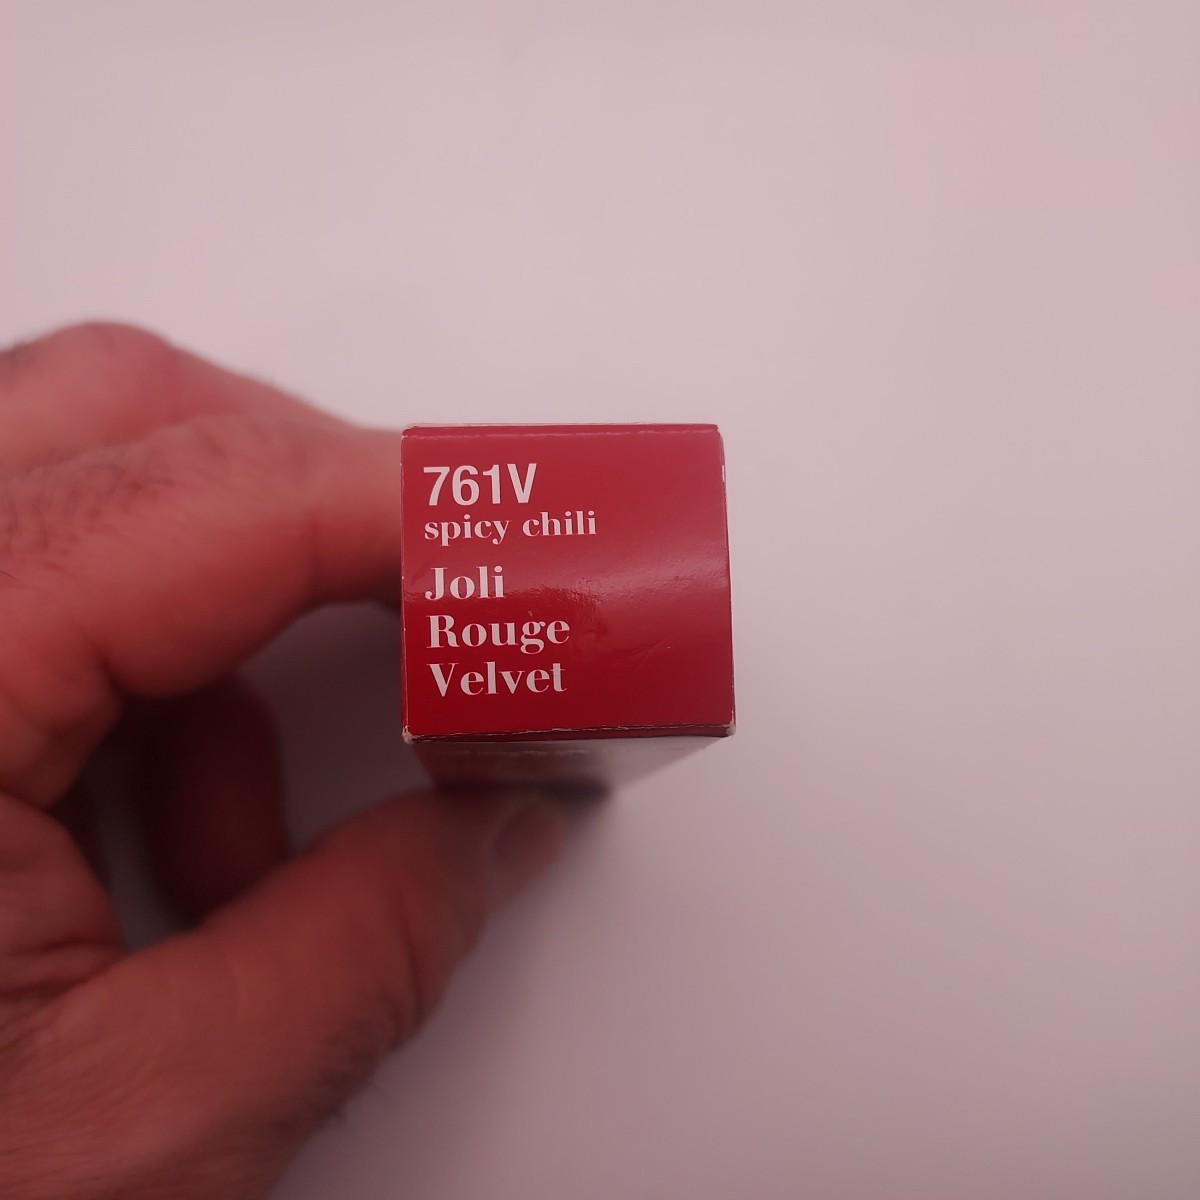 761V
spicy chili
Joli
Rouge
Velvet